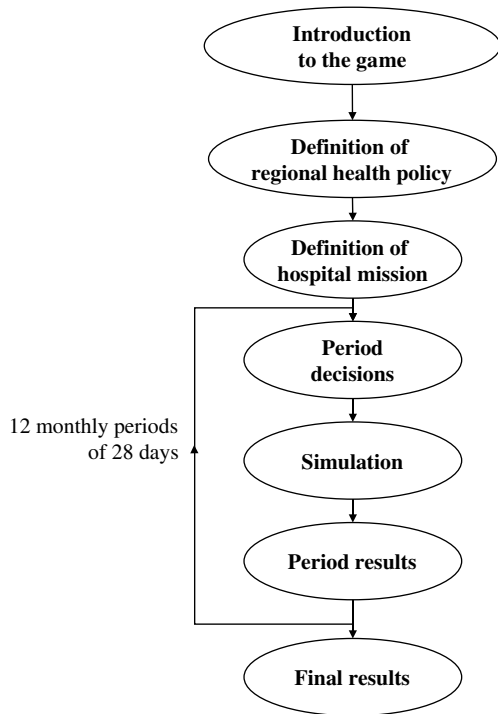 Introduction
to the game
Definition of
regional health policy
Definition of
hospital mission
Period
decisions
12 monthly periods
of 28 days
Simulation
Period results
Final results